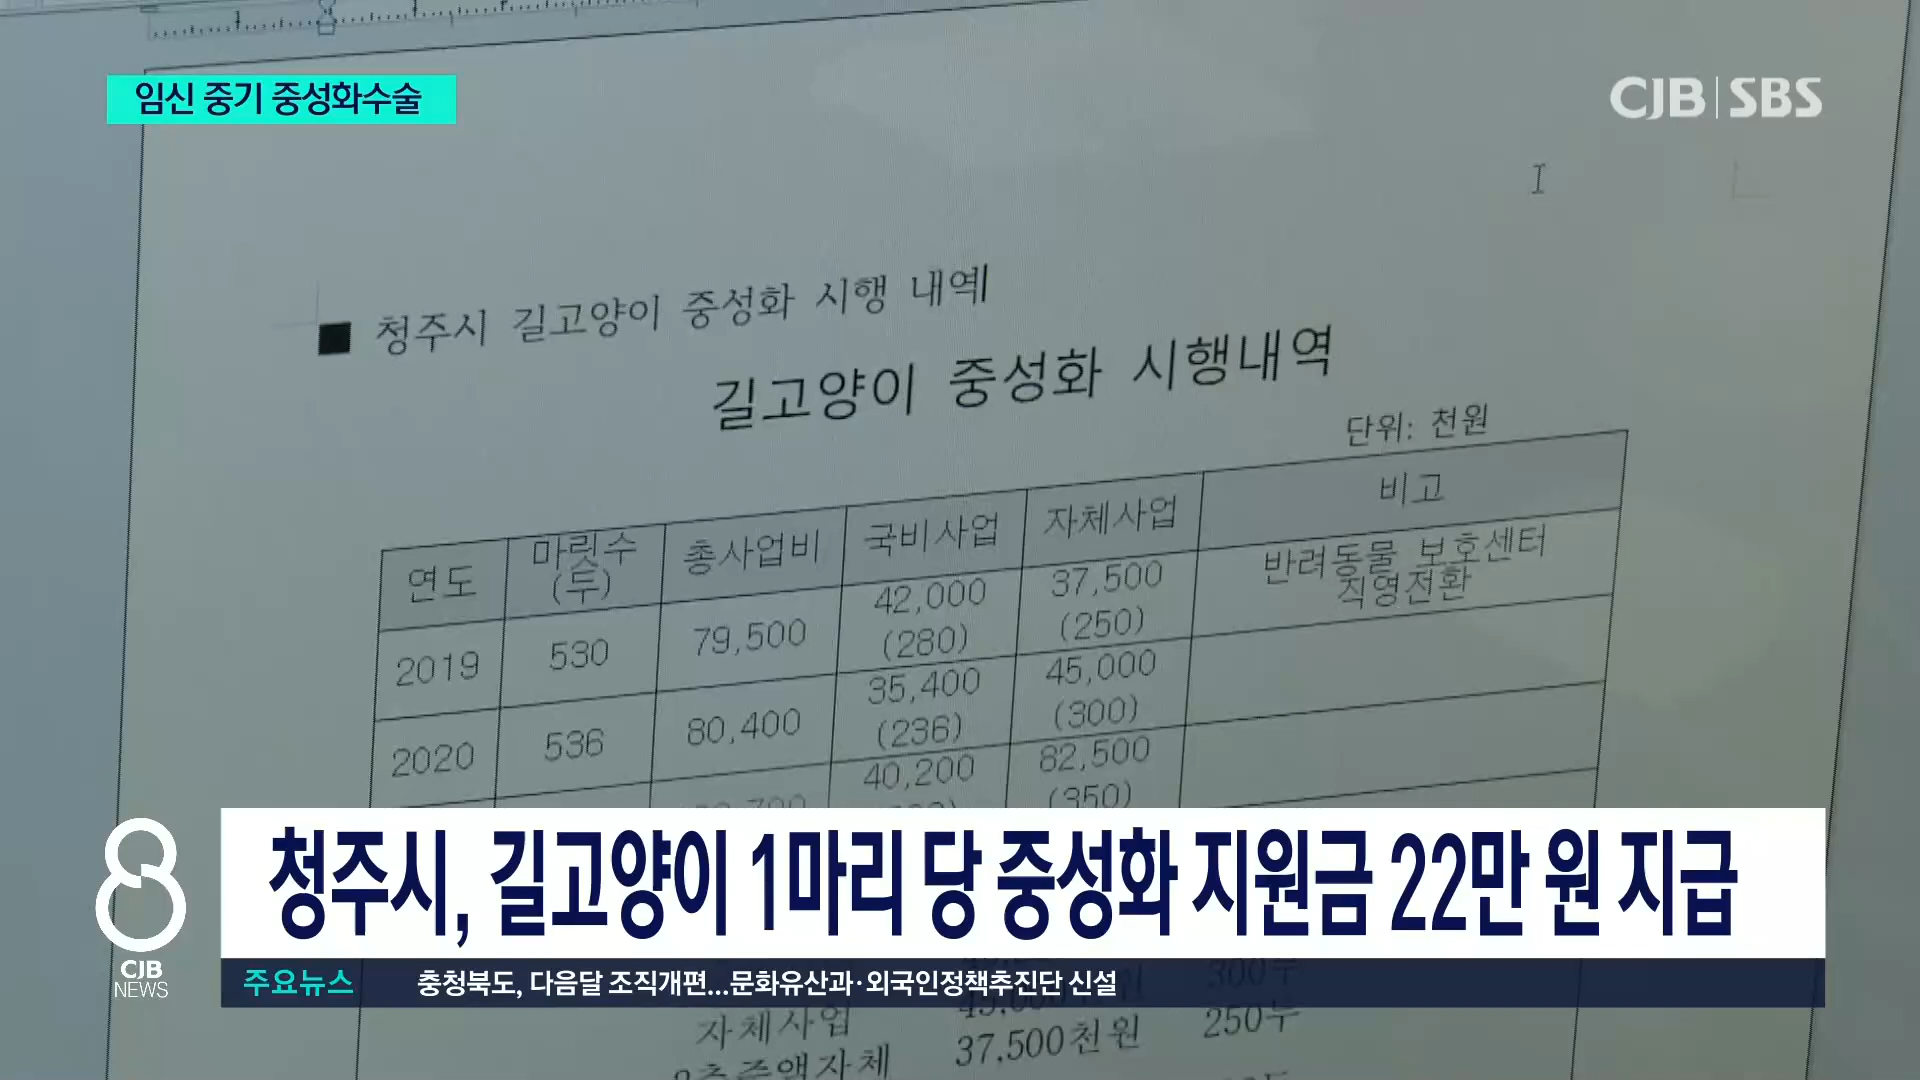 임신 중기 중성화수술
CJB SBS
■ 청주시 길고양이 중성화 시행 내역
길고양이 중성화 시행내역
단위: 천원
연도 마릿수(두) 총사업비 국비사업 자체사업 비고
2019 530 79,500 42,000 (280) 37,500 (250) 반려동물 보호센터 직영전환
2020 536 80,400 35,400 (236) 45,000 (300)
40,200 82,500 (350)
청주시, 길고양이 1마리 당 중성화 지원금 22만 원 지급
CJB NEWS
주요뉴스 충청북도, 다음달 조직개편...문화유산과·외국인정책추진단 신설
300두
자체사업
37,500천원 250두